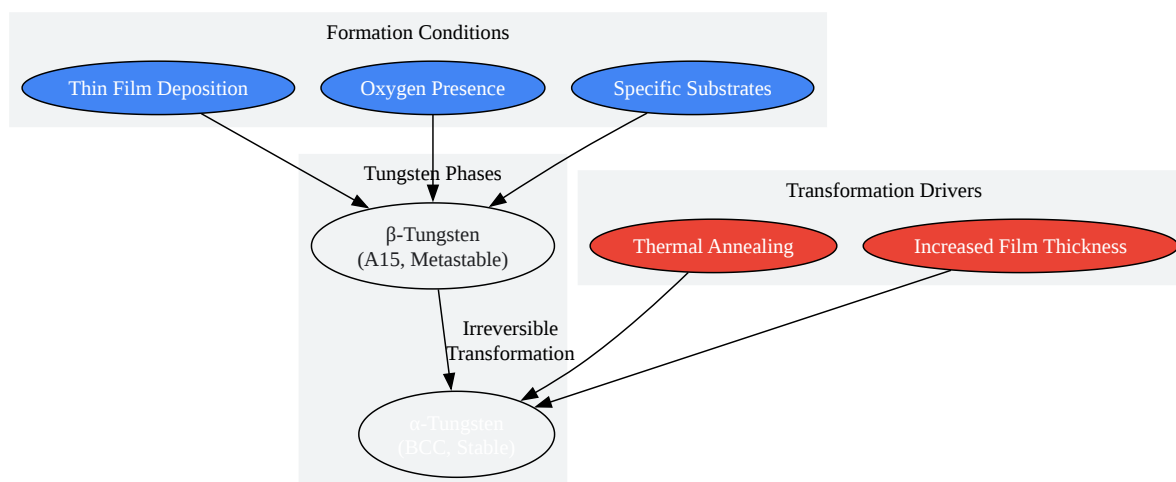 Formation Conditions
Thin Film Deposition
Oxygen Presence
Specific Substrates
Tungsten Phases
Transformation Drivers
β-Tungsten
(A15, Metastable)
Thermal Annealing
Increased Film Thickness
Irreversible
Transformation
α-Tungsten
(BCC, Stable)